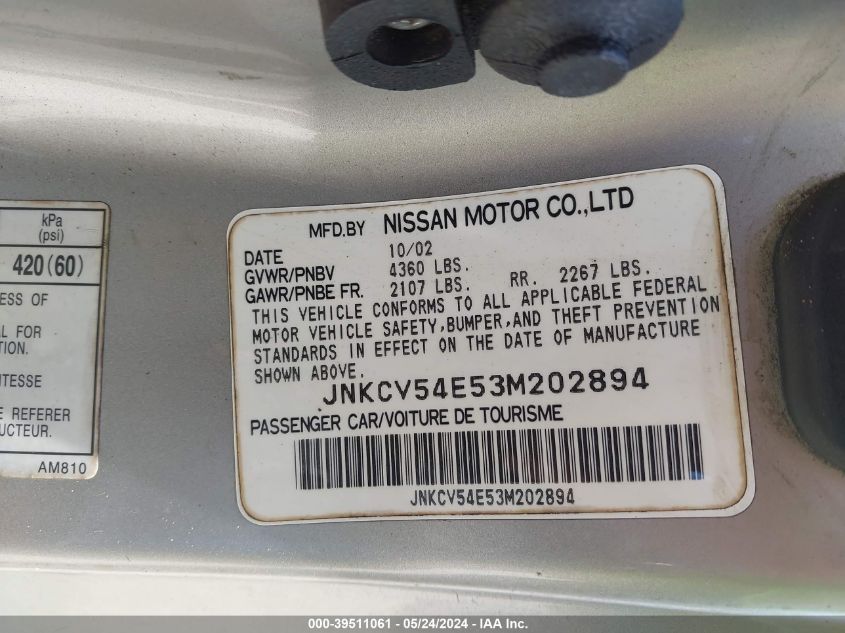 kPa
(psi)
420(60)
ESS OF
AL FOR
TION.
ITESSE
E REFERER
UCTEUR.
AM810
MFD.BY NISSAN MOTOR CO.,LTD
DATE 10/02
GVWR/PNBV 4360 LBS.
GAWR/PNBE FR. 2107 LBS. RR. 2267 LBS.
THIS VEHICLE CONFORMS TO ALL APPLICABLE FEDERAL
MOTOR VEHICLE SAFETY,BUMPER,AND THEFT PREVENTION
STANDARDS IN EFFECT ON THE DATE OF MANUFACTURE
SHOWN ABOVE.
JNKCV54E53M202894
PASSENGER CAR/VOITURE DE TOURISME
JNKCV54E53M202894
000-39511061 - 05/24/2024 - IAA Inc.